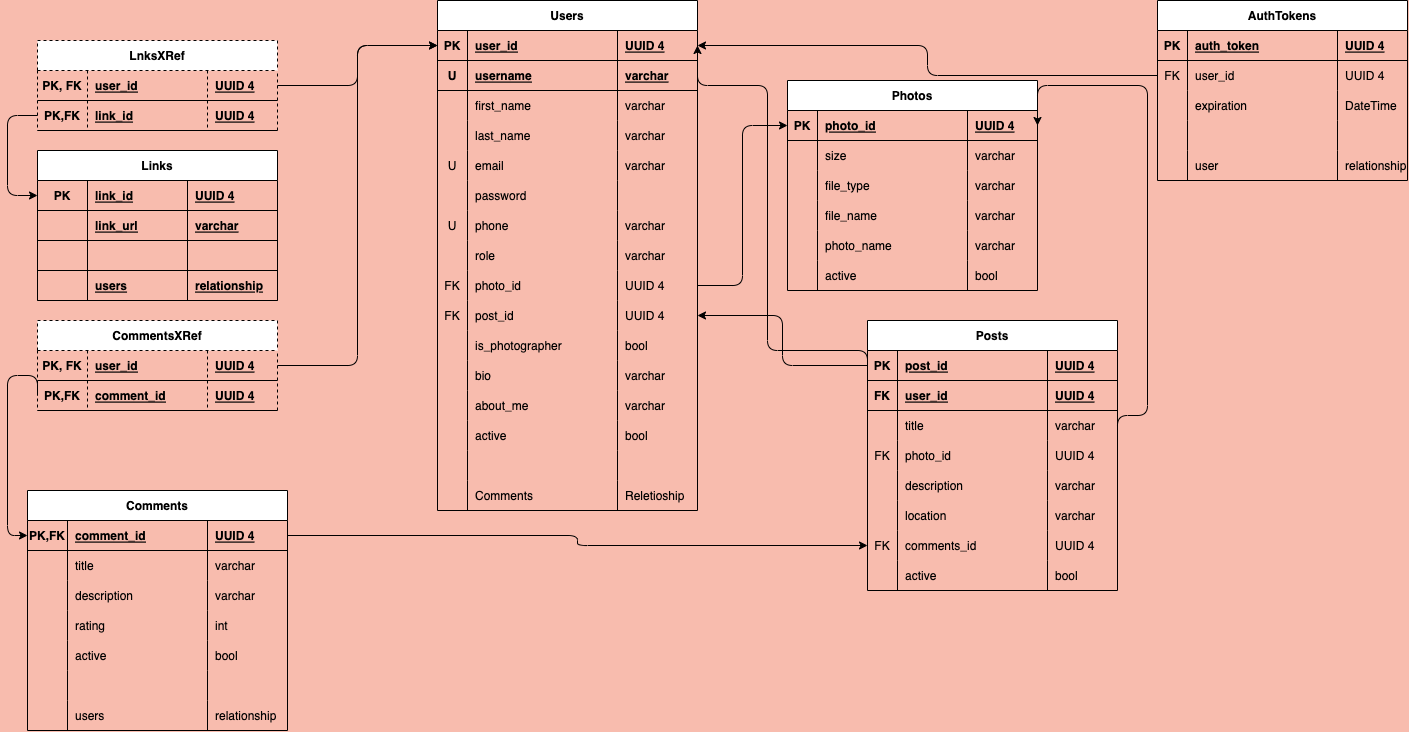 LnksXRef
PK, FK user_id UUID 4
PK,FK link_id UUID 4
Links
PK link_id UUID 4
link_url varchar
users relationship
CommentsXRef
PK, FK user_id UUID 4
PK,FK comment_id UUID 4
Comments
PK,FK comment_id UUID 4
title varchar
description varchar
rating int
active bool
users relationship
Users
PK user_id UUID 4
U username varchar
first_name varchar
last_name varchar
U email varchar
password
U phone varchar
role varchar
FK photo_id UUID 4
FK post_id UUID 4
is_photographer bool
bio varchar
about_me varchar
active bool
Comments Reletioship
Photos
PK photo_id UUID 4
size varchar
file_type varchar
file_name varchar
photo_name varchar
active bool
Posts
PK post_id UUID 4
FK user_id UUID 4
title varchar
FK photo_id UUID 4
description varchar
location varchar
FK comments_id UUID 4
active bool
AuthTokens
PK auth_token UUID 4
FK user_id UUID 4
expiration DateTime
user relationship